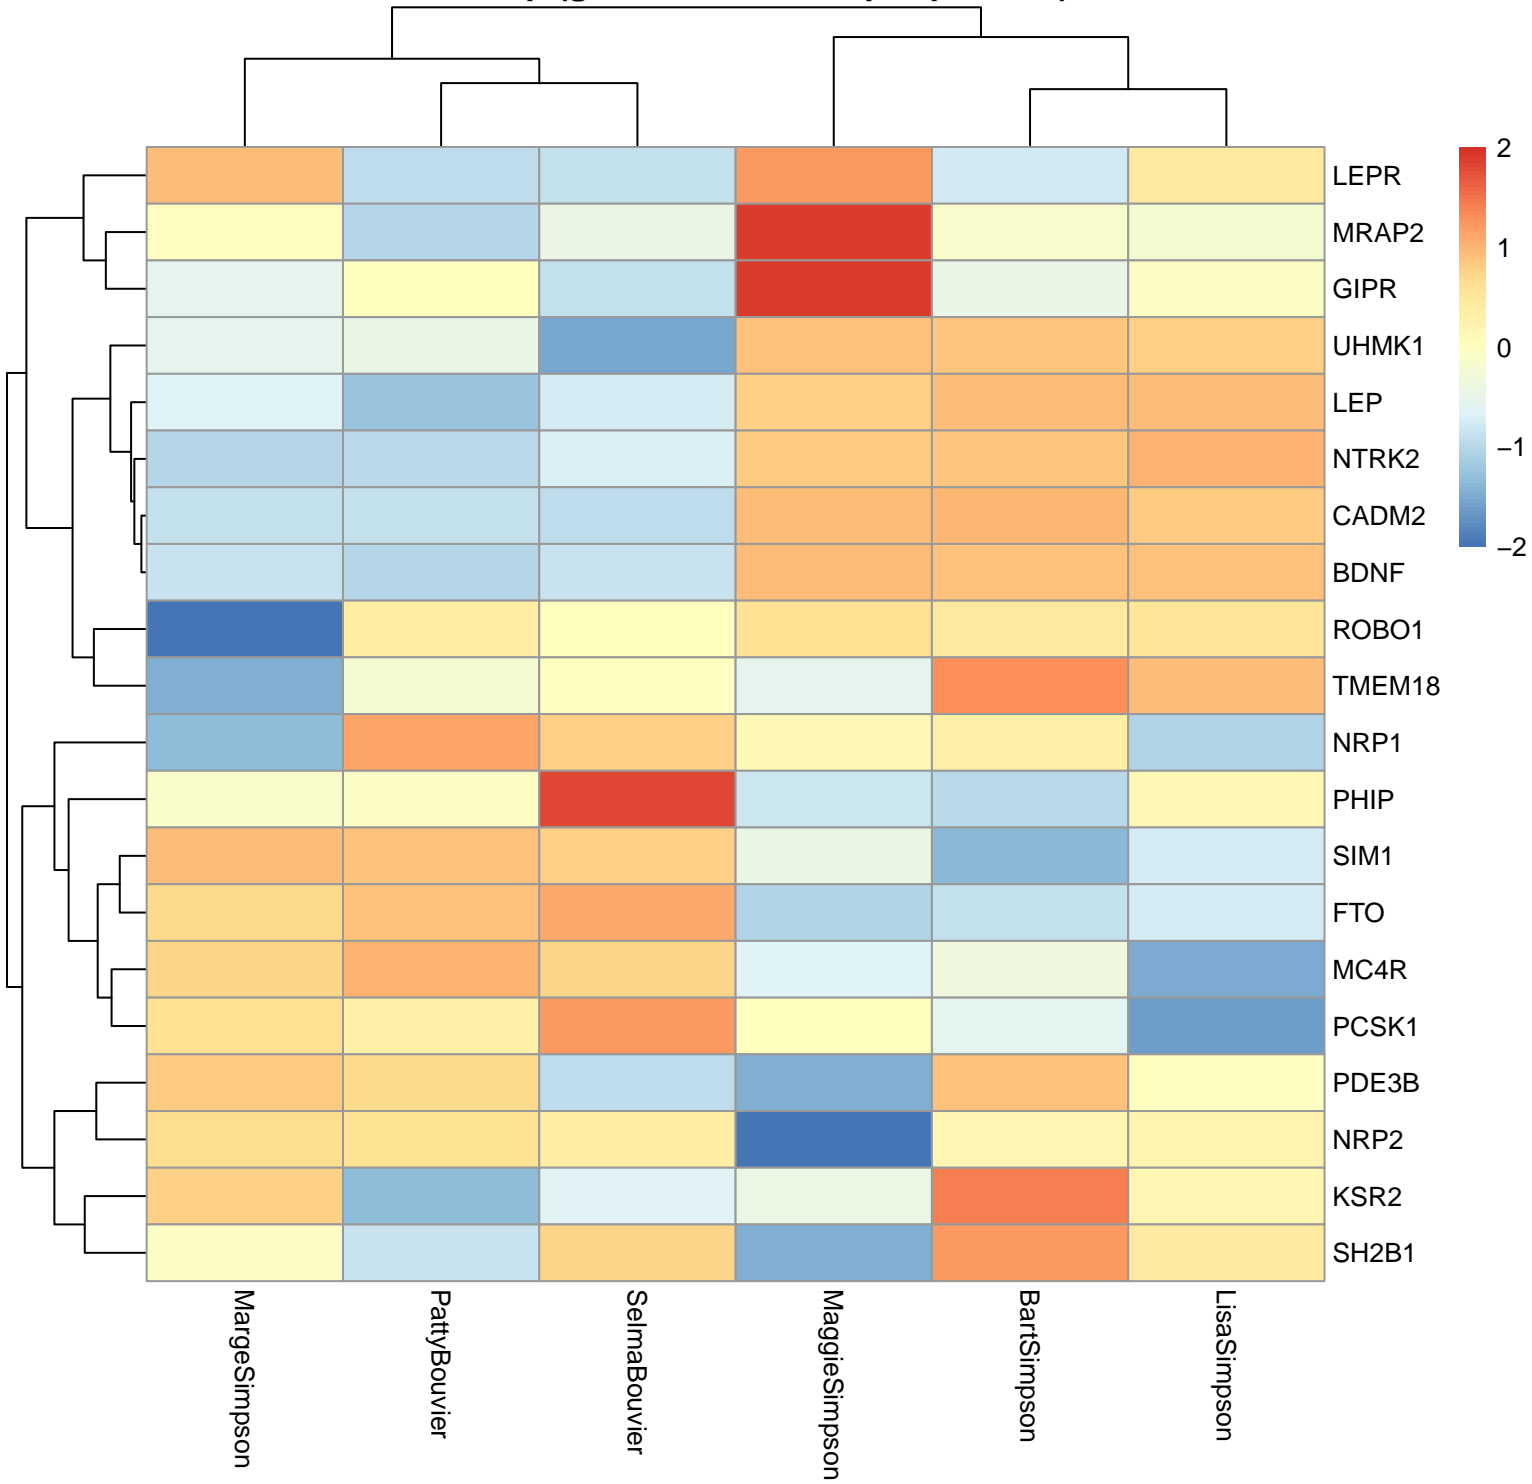 2
1
0
−1
−2
LEPR
MRAP2
GIPR
UHMK1
LEP
NTRK2
CADM2
BDNF
ROBO1
TMEM18
NRP1
PHIP
SIM1
FTO
MC4R
PCSK1
PDE3B
NRP2
KSR2
SH2B1
MargeSimpson
PattyBouvier
SelmaBouvier
MaggieSimpson
BartSimpson
LisaSimpson